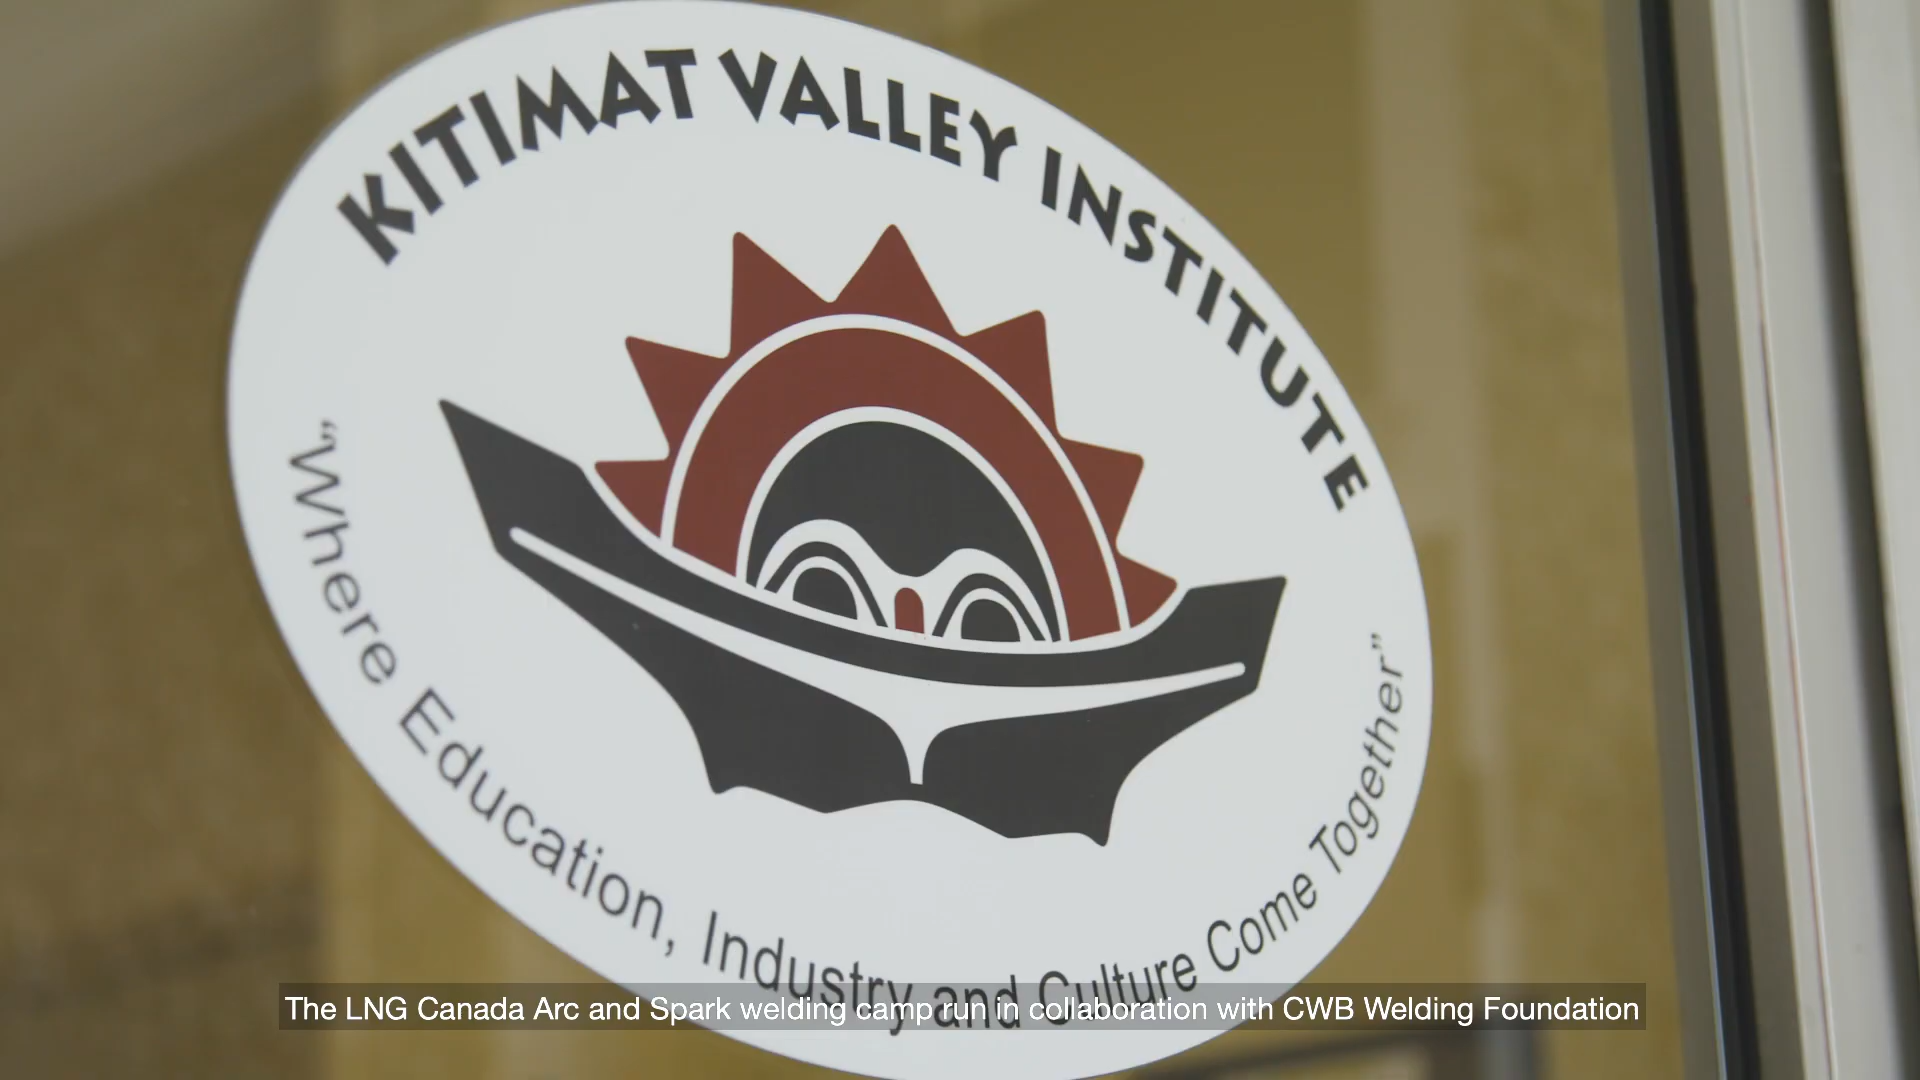 KITIMAT VALLEY INSTITUTE
"Where Education, Industry and Culture Come Together"
The LNG Canada Arc and Spark welding camp run in collaboration with CWB Welding Foundation